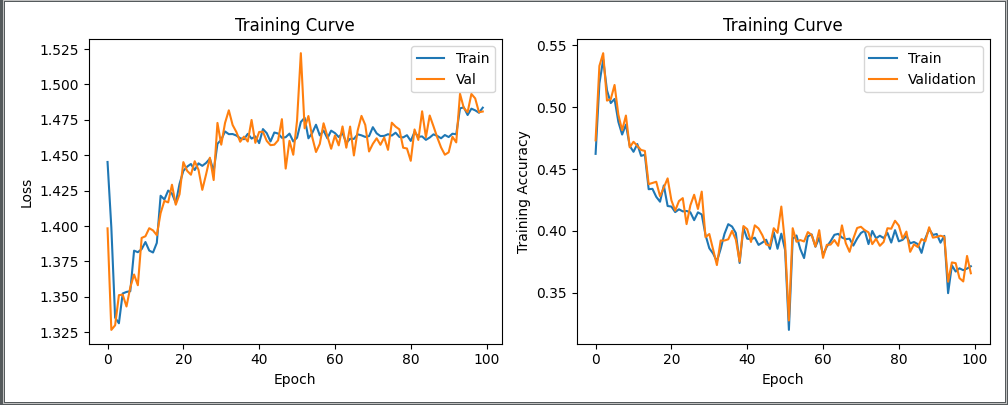 Training Curve
Loss
1.525
1.500
1.475
1.450
1.425
1.400
1.375
1.350
1.325
0 20 40 60 80 100
Epoch
Train
Val
Training Curve
Training Accuracy
0.55
0.50
0.45
0.40
0.35
0 20 40 60 80 100
Epoch
Train
Validation